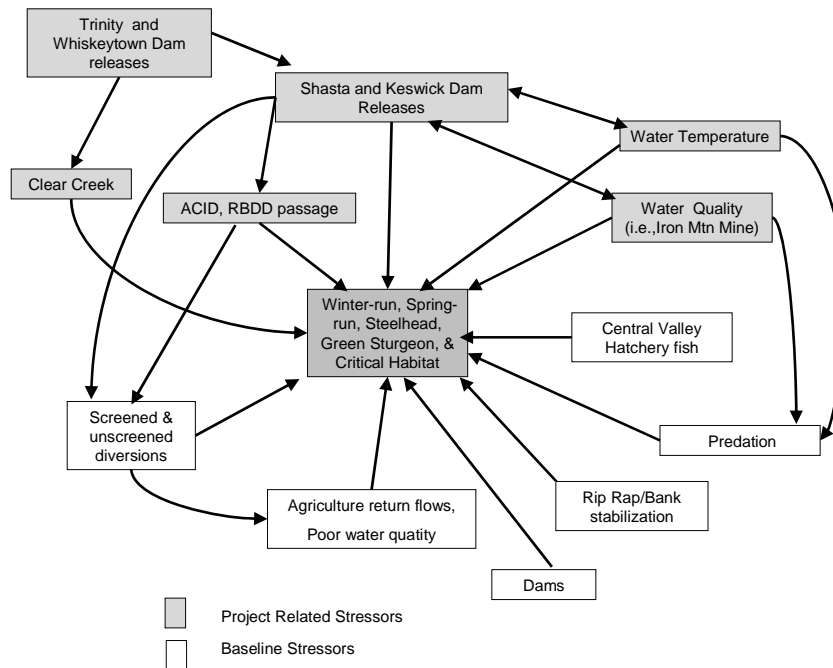 Trinity and
Whiskeytown Dam
releases
Shasta and Keswick Dam
Releases
Water Temperature
Clear Creek
ACID, RBDD passage
Water Quality
(i.e.,Iron Mtn Mine)
Winter-run, Spring-
run, Steelhead,
Green Sturgeon, &
Critical Habitat
Central Valley
Hatchery fish
Screened &
unscreened
diversions
Predation
Agriculture return flows,
Poor water qutity
Rip Rap/Bank
stabilization
Dams
Project Related Stressors
Baseline Stressors